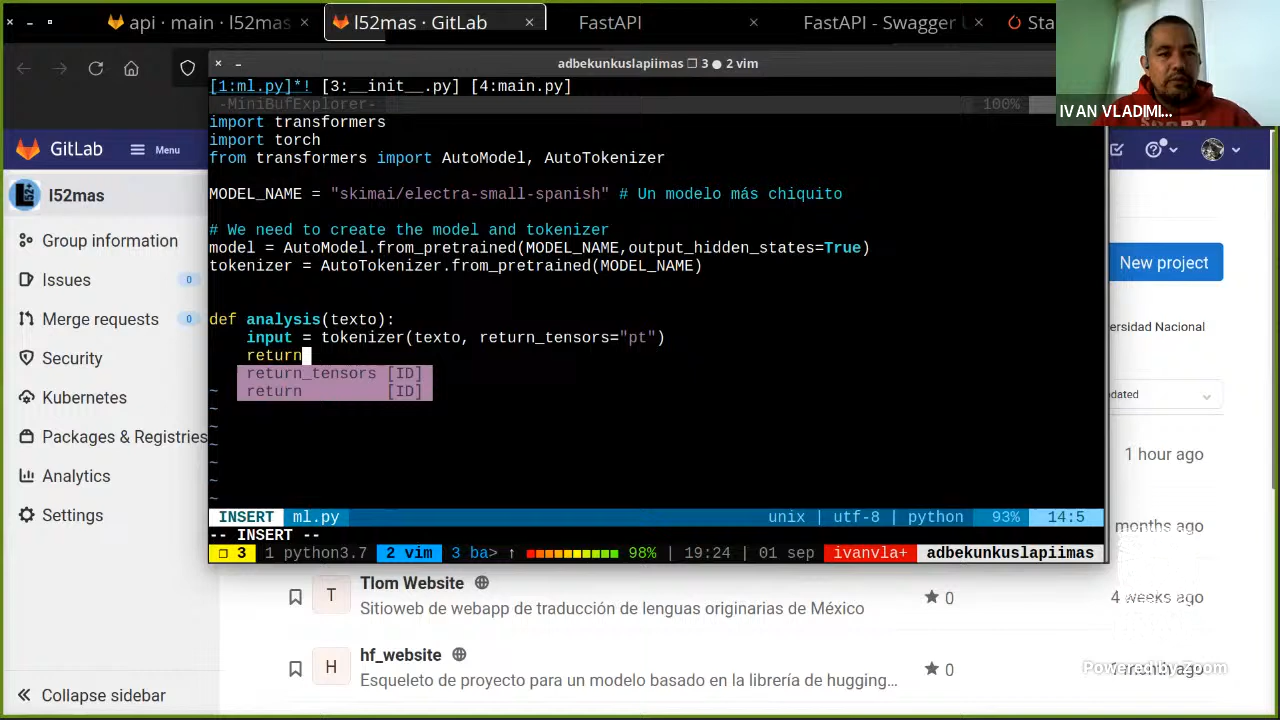 api · main · l52mas
l52mas · GitLab
FastAPI
FastAPI - Swagger
Sta
adbekunkuslapiimas ❐ 3 ● 2 vim
IVAN VLADIMI...
[1:ml.py]*! [3:__init__.py] [4:main.py]
-MiniBufExplorer- 100%
import transformers
import torch
from transformers import AutoModel, AutoTokenizer
MODEL_NAME = "skimai/electra-small-spanish" # Un modelo más chiquito
# We need to create the model and tokenizer
model = AutoModel.from_pretrained(MODEL_NAME,output_hidden_states=True)
tokenizer = AutoTokenizer.from_pretrained(MODEL_NAME)
def analysis(texto):
input = tokenizer(texto, return_tensors="pt")
return
return_tensors [ID]
~ return [ID]
~
~
~
~
~
INSERT ml.py unix | utf-8 | python 93% 14:5
-- INSERT --
❐ 3 1 python3.7 2 vim 3 ba> ↑ 98% | 19:24 | 01 sep ivanvla+ adbekunkuslapiimas
GitLab Menu
l52mas
Group information
Issues 0
Merge requests 0
Security
Kubernetes
Packages & Registries
Analytics
Settings
Collapse sidebar
New project
ersidad Nacional
dated
1 hour ago
months ago
T Tlom Website ★ 0 4 weeks ago
Sitioweb de webapp de traducción de lenguas originarias de México
H hf_website ★ 0 month ago
Esqueleto de proyecto para un modelo basado en la librería de hugging...
Powered by Zoom